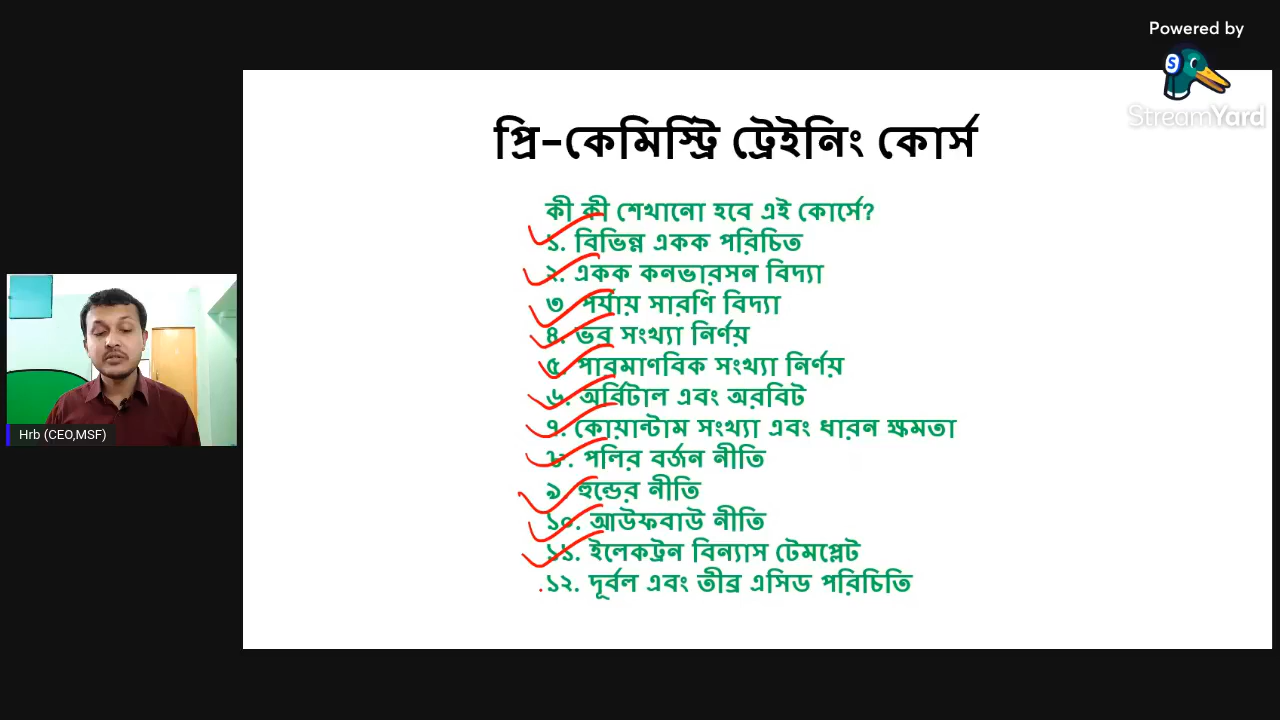 Powered by
StreamYard
প্রি-কেমিস্ট্রি ট্রেইনিং কোর্স
কী কী শেখানো হবে এই কোর্সে?
১. বিভিন্ন একক পরিচিত
২. একক কনভারসন বিদ্যা
৩. পর্যায় সারণি বিদ্যা
৪. ভর সংখ্যা নির্ণয়
৫. পারমাণবিক সংখ্যা নির্ণয়
৬. অর্বিটাল এবং অরবিট
৭. কোয়ান্টাম সংখ্যা এবং ধারন ক্ষমতা
৮. পলির বর্জন নীতি
৯. হুন্ডের নীতি
১০. আউফবাউ নীতি
১১. ইলেকট্রন বিন্যাস টেমপ্লেট
১২. দূর্বল এবং তীব্র এসিড পরিচিতি
Hrb (CEO,MSF)